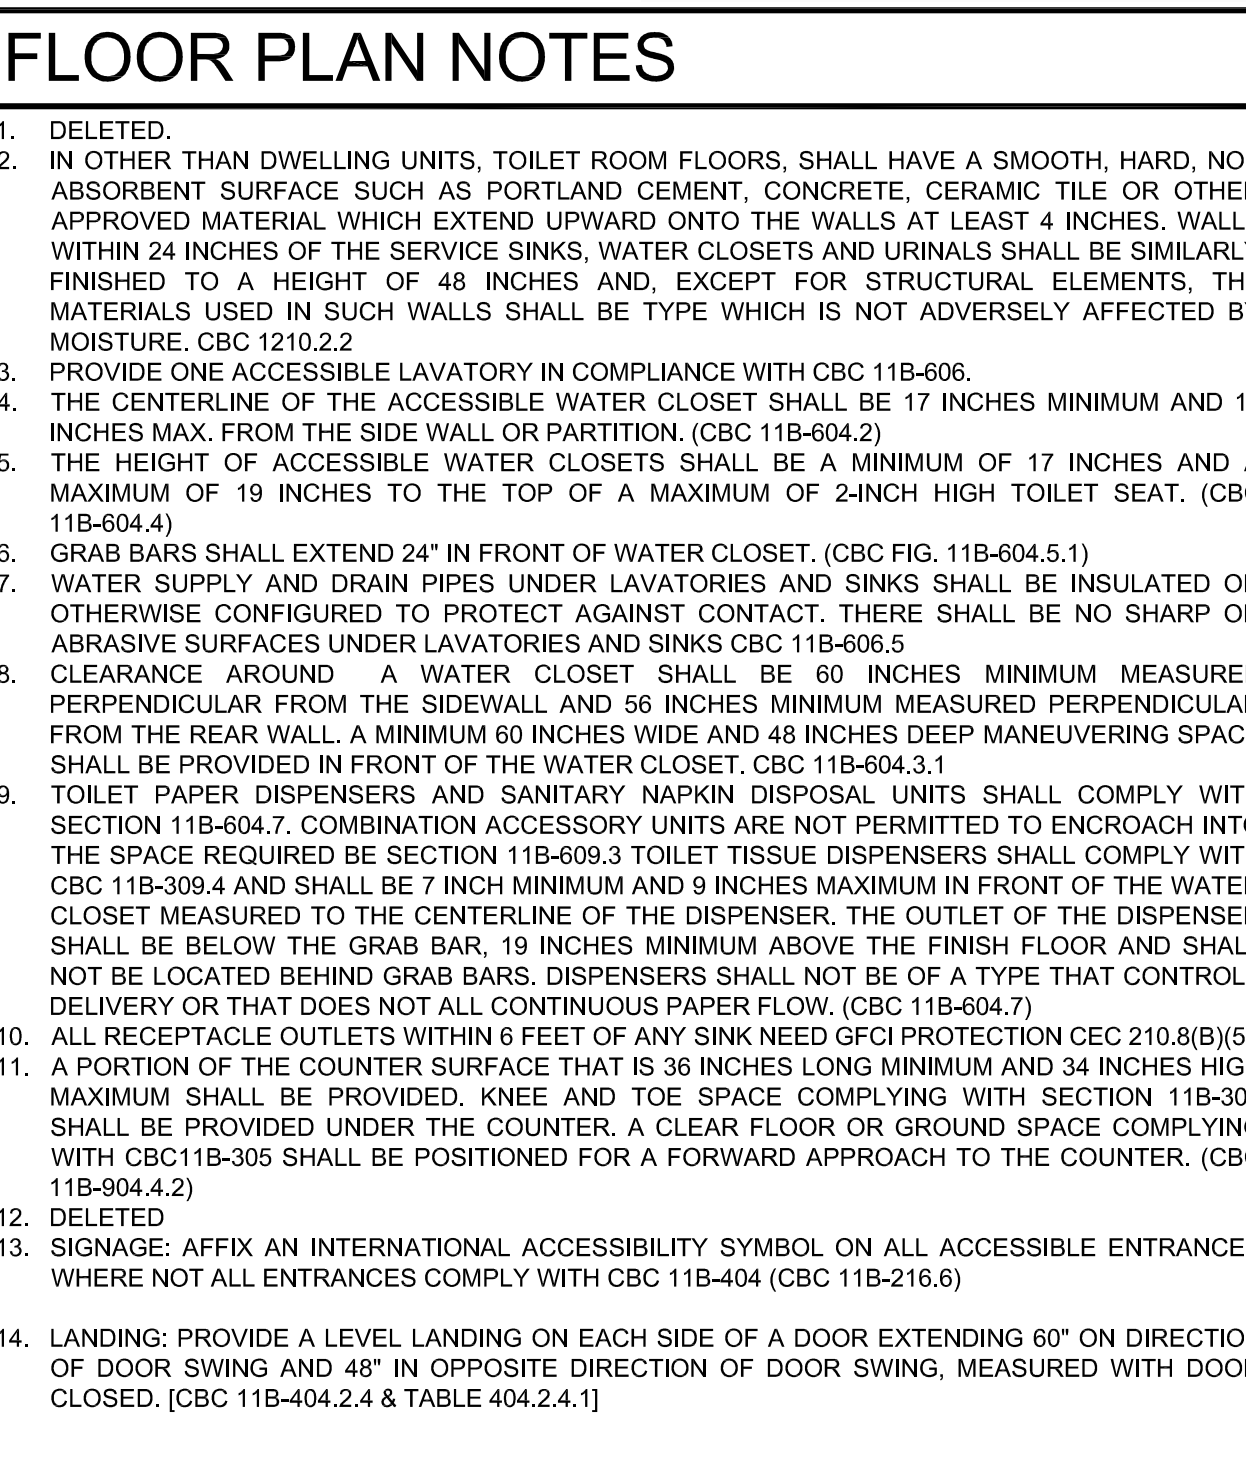 FLOOR PLAN NOTES
1. DELETED.
2. IN OTHER THAN DWELLING UNITS, TOILET ROOM FLOORS, SHALL HAVE A SMOOTH, HARD,
ABSORBENT SURFACE SUCH AS PORTLAND CEMENT, CONCRETE, CERAMIC TILE OR
APPROVED MATERIAL WHICH EXTEND UPWARD ONTO THE WALLS AT LEAST 4 INCHES.
WITHIN 24 INCHES OF THE SERVICE SINKS, WATER CLOSETS AND URINALS SHALL BE SIMILARLY
FINISHED TO A HEIGHT OF 48 INCHES AND, EXCEPT FOR STRUCTURAL ELEMENTS,
MATERIALS USED IN SUCH WALLS SHALL BE TYPE WHICH IS NOT ADVERSELY AFFECTED BY
MOISTURE. CBC 1210.2.2
3. PROVIDE ONE ACCESSIBLE LAVATORY IN COMPLIANCE WITH CBC 11B-606.
4. THE CENTERLINE OF THE ACCESSIBLE WATER CLOSET SHALL BE 17 INCHES MINIMUM AND
INCHES MAX. FROM THE SIDE WALL OR PARTITION. (CBC 11B-604.2)
5. THE HEIGHT OF ACCESSIBLE WATER CLOSETS SHALL BE A MINIMUM OF 17 INCHES AND
MAXIMUM OF 19 INCHES TO THE TOP OF A MAXIMUM OF 2-INCH HIGH TOILET SEAT. (CBC
11B-604.4)
6. GRAB BARS SHALL EXTEND 24" IN FRONT OF WATER CLOSET. (CBC FIG. 11B-604.5.1)
7. WATER SUPPLY AND DRAIN PIPES UNDER LAVATORIES AND SINKS SHALL BE INSULATED
OTHERWISE CONFIGURED TO PROTECT AGAINST CONTACT. THERE SHALL BE NO SHARP
ABRASIVE SURFACES UNDER LAVATORIES AND SINKS CBC 11B-606.5
8. CLEARANCE AROUND A WATER CLOSET SHALL BE 60 INCHES MINIMUM
PERPENDICULAR FROM THE SIDEWALL AND 56 INCHES MINIMUM MEASURED
FROM THE REAR WALL. A MINIMUM 60 INCHES WIDE AND 48 INCHES DEEP MANEUVERING
SHALL BE PROVIDED IN FRONT OF THE WATER CLOSET. CBC 11B-604.3.1
9. TOILET PAPER DISPENSERS AND SANITARY NAPKIN DISPOSAL UNITS SHALL COMPLY
SECTION 11B-604.7. COMBINATION ACCESSORY UNITS ARE NOT PERMITTED TO ENCROACH INTO
THE SPACE REQUIRED BE SECTION 11B-609.3 TOILET TISSUE DISPENSERS SHALL COMPLY
CBC 11B-309.4 AND SHALL BE 7 INCH MINIMUM AND 9 INCHES MAXIMUM IN FRONT OF THE
CLOSET MEASURED TO THE CENTERLINE OF THE DISPENSER. THE OUTLET OF THE
SHALL BE BELOW THE GRAB BAR, 19 INCHES MINIMUM ABOVE THE FINISH FLOOR AND
NOT BE LOCATED BEHIND GRAB BARS. DISPENSERS SHALL NOT BE OF A TYPE THAT
DELIVERY OR THAT DOES NOT ALL CONTINUOUS PAPER FLOW. (CBC 11B-604.7)
10. ALL RECEPTACLE OUTLETS WITHIN 6 FEET OF ANY SINK NEED GFCI PROTECTION CEC 210.8(B)(5
11. A PORTION OF THE COUNTER SURFACE THAT IS 36 INCHES LONG MINIMUM AND 34 INCHES
MAXIMUM SHALL BE PROVIDED. KNEE AND TOE SPACE COMPLYING WITH SECTION
SHALL BE PROVIDED UNDER THE COUNTER. A CLEAR FLOOR OR GROUND SPACE COMPLYING
WITH CBC11B-305 SHALL BE POSITIONED FOR A FORWARD APPROACH TO THE COUNTER. (CBC
11B-904.4.2)
12. DELETED
13. SIGNAGE: AFFIX AN INTERNATIONAL ACCESSIBILITY SYMBOL ON ALL ACCESSIBLE
WHERE NOT ALL ENTRANCES COMPLY WITH CBC 11B-404 (CBC 11B-216.6)
14. LANDING: PROVIDE A LEVEL LANDING ON EACH SIDE OF A DOOR EXTENDING 60" ON
OF DOOR SWING AND 48" IN OPPOSITE DIRECTION OF DOOR SWING, MEASURED WITH
CLOSED. [CBC 11B-404.2.4 & TABLE 404.2.4.1]